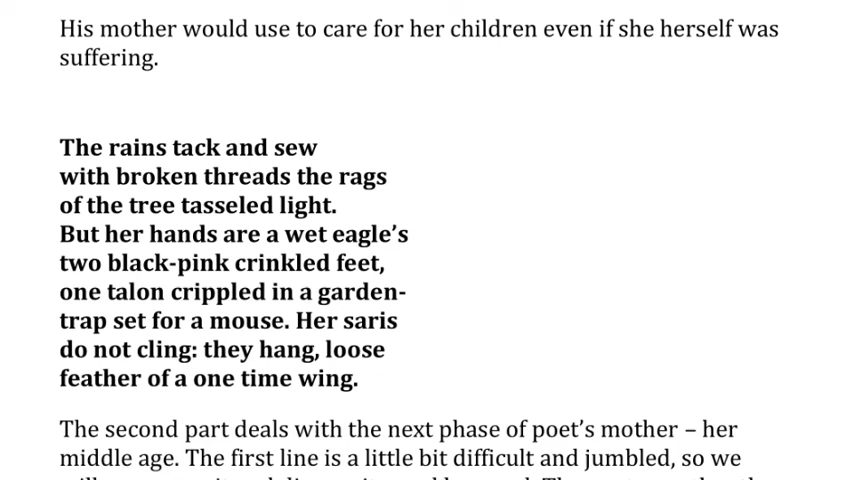 His mother would use to care for her children even if she herself was
suffering.
The rains tack and sew
with broken threads the rags
of the tree tasseled light.
But her hands are a wet eagle’s
two black-pink crinkled feet,
one talon crippled in a garden-
trap set for a mouse. Her saris
do not cling: they hang, loose
feather of a one time wing.
The second part deals with the next phase of poet’s mother – her
middle age. The first line is a little bit difficult and jumbled, so we